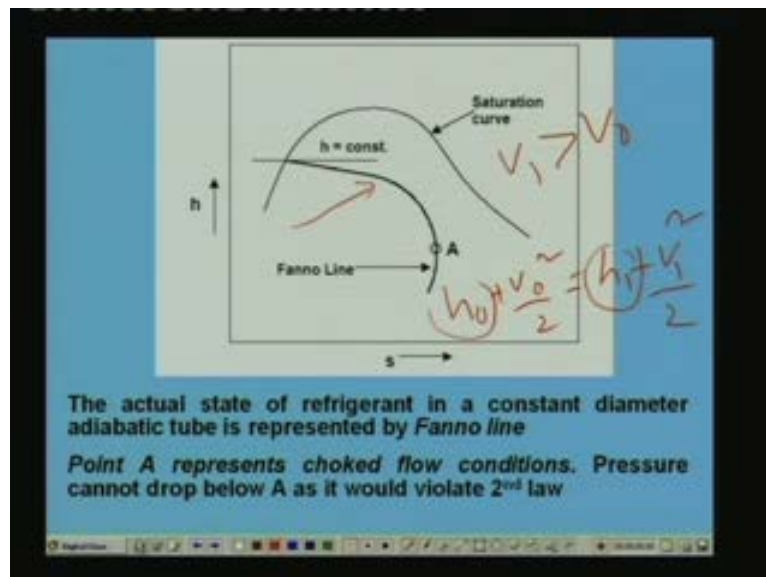 Saturation
curve
h = const.
V₁ > V₀
h
A
Fanno Line
h₀ + V₀²/2 = h₁ + V₁²/2
s
The actual state of refrigerant in a constant diameter
adiabatic tube is represented by Fanno line
Point A represents choked flow conditions. Pressure
cannot drop below A as it would violate 2nd law